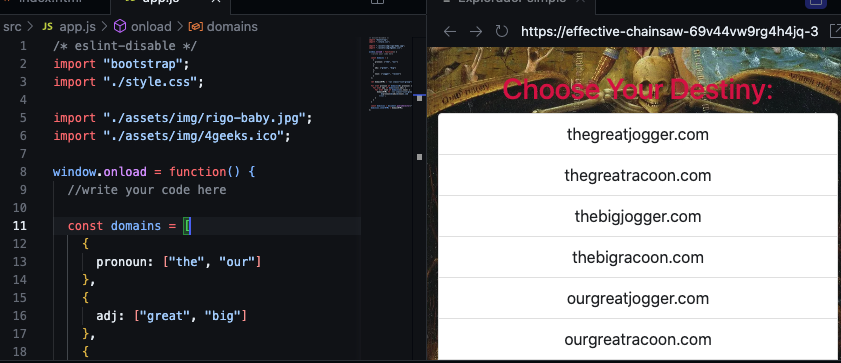 app.js
Explorador simple
src > JS app.js > onload > domains
https://effective-chainsaw-69v44vw9rg4h4jq-3
1 /* eslint-disable */
2 import "bootstrap";
3 import "./style.css";
4
5 import "./assets/img/rigo-baby.jpg";
6 import "./assets/img/4geeks.ico";
7
8 window.onload = function() {
9 //write your code here
10
11 const domains = [
12 {
13 pronoun: ["the", "our"]
14 },
15 {
16 adj: ["great", "big"]
17 },
18 {
Choose Your Destiny:
thegreatjogger.com
thegreatracoon.com
thebigjogger.com
thebigracoon.com
ourgreatjogger.com
ourgreatracoon.com